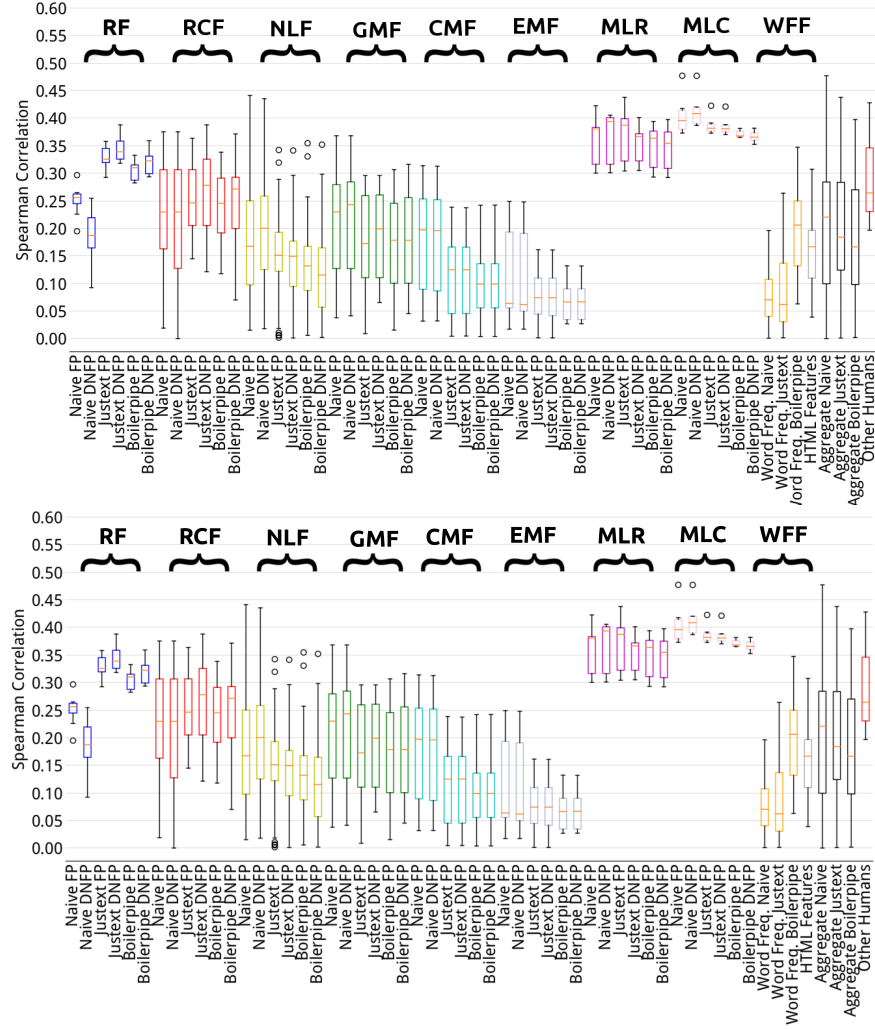 0.60
0.55
0.50
0.45
0.40
0.35
0.30
0.25
0.20
0.15
0.10
0.05
0.00
Spearman Correlation
RF RCF NLF GMF CMF EMF MLR MLC WFF
Naive FP
Naive DNFP
Justext FP
Justext DNFP
Boilerpipe FP
Boilerpipe DNFP
Naive FP
Naive DNFP
Justext FP
Justext DNFP
Boilerpipe FP
Boilerpipe DNFP
Naive FP
Naive DNFP
Justext FP
Justext DNFP
Boilerpipe FP
Boilerpipe DNFP
Naive FP
Naive DNFP
Justext FP
Justext DNFP
Boilerpipe FP
Boilerpipe DNFP
Naive FP
Naive DNFP
Justext FP
Justext DNFP
Boilerpipe FP
Boilerpipe DNFP
Naive FP
Naive DNFP
Justext FP
Justext DNFP
Boilerpipe FP
Boilerpipe DNFP
Naive FP
Naive DNFP
Justext FP
Justext DNFP
Boilerpipe FP
Boilerpipe DNFP
Naive FP
Naive DNFP
Justext FP
Justext DNFP
Boilerpipe FP
Boilerpipe DNFP
Word Freq. Naive
Word Freq. Justext
ord Freq. Boilerpipe
HTML Features
Aggregate Naive
Aggregate Justext
Aggregate Boilerpipe
Other Humans
0.60
0.55
0.50
0.45
0.40
0.35
0.30
0.25
0.20
0.15
0.10
0.05
0.00
Spearman Correlation
RF RCF NLF GMF CMF EMF MLR MLC WFF
Naive FP
Naive DNFP
Justext FP
Justext DNFP
Boilerpipe FP
Boilerpipe DNFP
Naive FP
Naive DNFP
Justext FP
Justext DNFP
Boilerpipe FP
Boilerpipe DNFP
Naive FP
Naive DNFP
Justext FP
Justext DNFP
Boilerpipe FP
Boilerpipe DNFP
Naive FP
Naive DNFP
Justext FP
Justext DNFP
Boilerpipe FP
Boilerpipe DNFP
Naive FP
Naive DNFP
Justext FP
Justext DNFP
Boilerpipe FP
Boilerpipe DNFP
Naive FP
Naive DNFP
Justext FP
Justext DNFP
Boilerpipe FP
Boilerpipe DNFP
Naive FP
Naive DNFP
Justext FP
Justext DNFP
Boilerpipe FP
Boilerpipe DNFP
Naive FP
Naive DNFP
Justext FP
Justext DNFP
Boilerpipe FP
Boilerpipe DNFP
Word Freq. Naive
Word Freq. Justext
Word Freq. Boilerpipe
HTML Features
Aggregate Naive
Aggregate Justext
Aggregate Boilerpipe
Other Humans